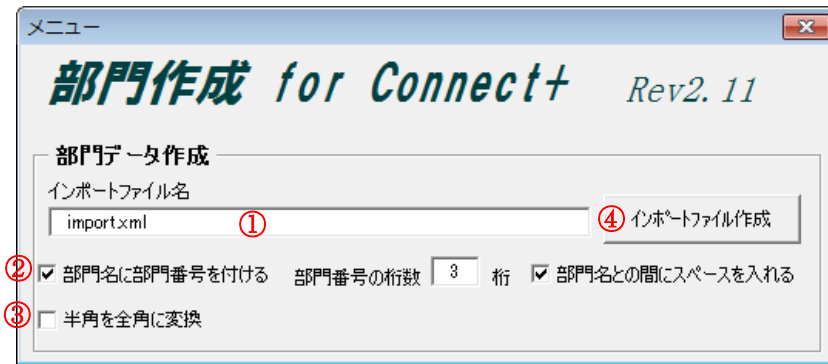 メニュー
部門作成 for Connect+ Rev2.11
部門データ作成
インポートファイル名
import.xml ① ④ インポートファイル作成
② 部門名に部門番号を付ける 部門番号の桁数 3 桁 部門名との間にスペースを入れる
③ 半角を全角に変換